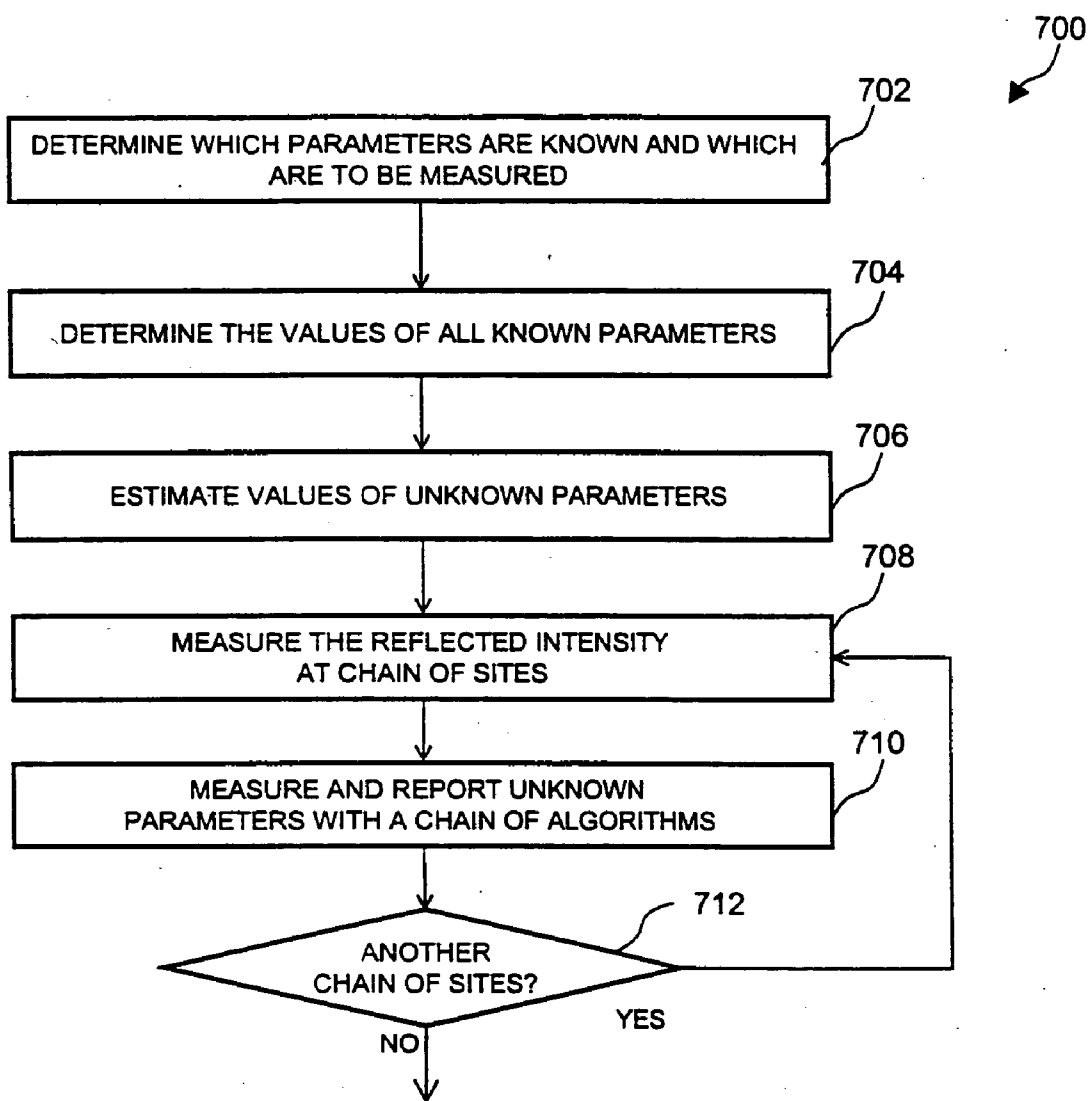 700
702
DETERMINE WHICH PARAMETERS ARE KNOWN AND WHICH
ARE TO BE MEASURED
704
DETERMINE THE VALUES OF ALL KNOWN PARAMETERS
706
ESTIMATE VALUES OF UNKNOWN PARAMETERS
708
MEASURE THE REFLECTED INTENSITY
AT CHAIN OF SITES
710
MEASURE AND REPORT UNKNOWN
PARAMETERS WITH A CHAIN OF ALGORITHMS
712
ANOTHER
CHAIN OF SITES?
YES
NO